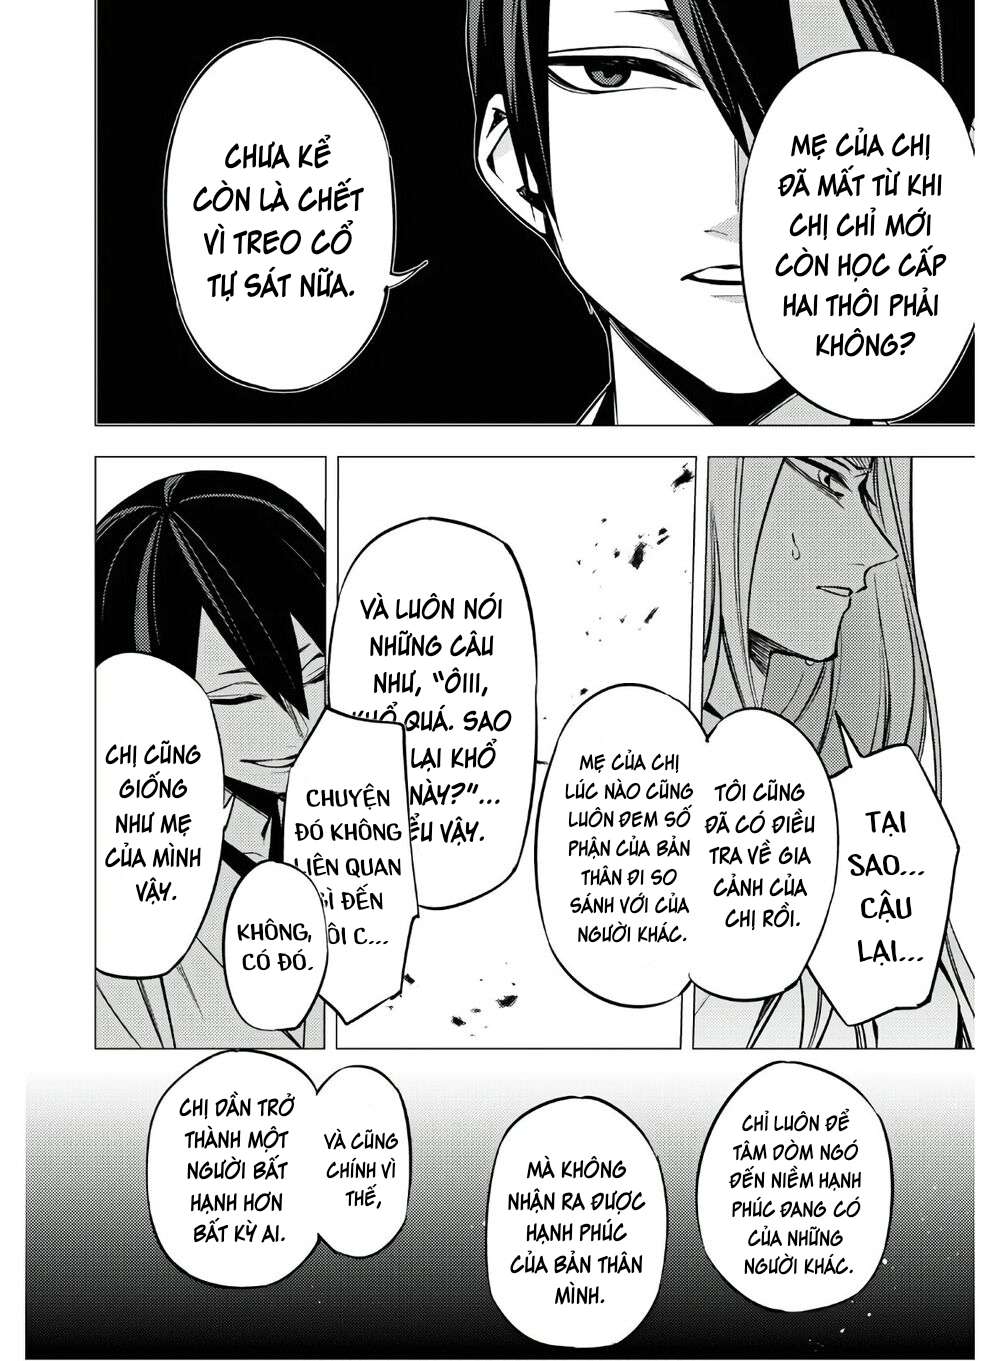 MẸ CỦA CHỊ
ĐÃ MẤT TỪ KHI
CHỊ CHỈ MỚI
CÒN HỌC CẤP
HAI THÔI PHẢI
KHÔNG?
CHƯA KỂ
CÒN LÀ CHẾT
VÌ TREO CỔ
TỰ SÁT NỮA.
TẠI
SAO...
CẬU
LẠI...
TÔI CŨNG
ĐÃ CÓ ĐIỀU
TRA VỀ GIA
CẢNH CỦA
CHỊ RỒI.
MẸ CỦA CHỊ
LÚC NÀO CŨNG
LUÔN ĐEM SỐ
PHẬN CỦA BẢN
THÂN ĐI SO
SÁNH VỚI CỦA
NGƯỜI KHÁC.
VÀ LUÔN NÓI
NHỮNG CÂU
NHƯ, “ÔIII,
KHỔ QUÁ. SAO
LẠI KHỔ
NÀY?”...
VẬY.
CHUYỆN
ĐÓ KHÔNG
LIÊN QUAN
GÌ ĐẾN
C...
KHÔNG,
CÓ ĐÓ.
CHỊ CŨNG
GIỐNG
NHƯ MẸ
CỦA MÌNH
VẬY.
CHỈ LUÔN ĐỂ
TÂM DÒM NGÓ
ĐẾN NIỀM HẠNH
PHÚC ĐANG CÓ
CỦA NHỮNG
NGƯỜI KHÁC.
MÀ KHÔNG
NHẬN RA ĐƯỢC
HẠNH PHÚC
CỦA BẢN THÂN
MÌNH.
VÀ CŨNG
CHÍNH VÌ
THẾ,
CHỊ DẦN TRỞ
THÀNH MỘT
NGƯỜI BẤT
HẠNH HƠN
BẤT KỲ AI.